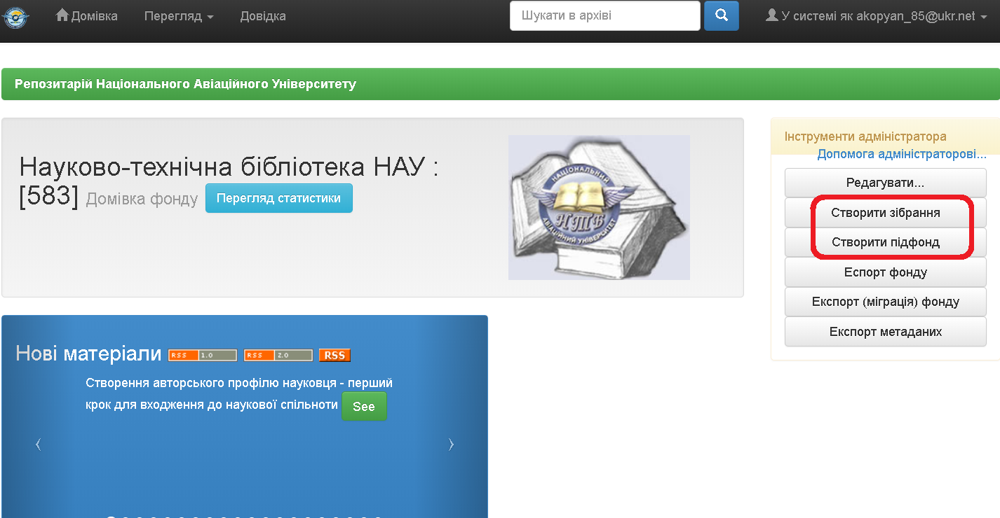 Домівка Перегляд Довідка Шукати в архіві У системі як akopyan_85@ukr.net
Репозитарій Національного Авіаційного Університету
Науково-технічна бібліотека НАУ :
[583] Домівка фонду Перегляд статистики
НАЦІОНАЛЬНИЙ
НТБ
АВІАЦІЙНИЙ УНІВЕРСИТЕТ
Інструменти адміністратора
Допомога адміністраторові...
Редагувати...
Створити зібрання
Створити підфонд
Еспорт фонду
Експорт (міграція) фонду
Експорт метаданих
Нові матеріали RSS 1.0 RSS 2.0 RSS
Створення авторського профілю науковця - перший
крок для входження до наукової спільноти See